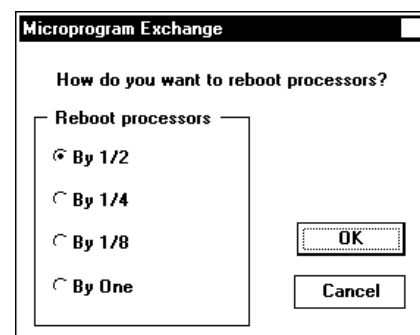 Microprogram Exchange
How do you want to reboot processors?
Reboot processors
By 1/2
By 1/4
By 1/8
By One
OK
Cancel